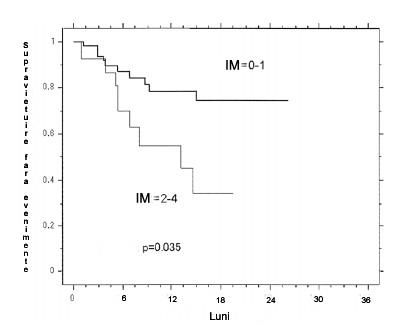 Supravietuire fara evenimente
1
0.8
0.6
0.4
0.2
0
IM=0-1
IM=2-4
p=0.035
0 6 12 18 24 30 36
Luni